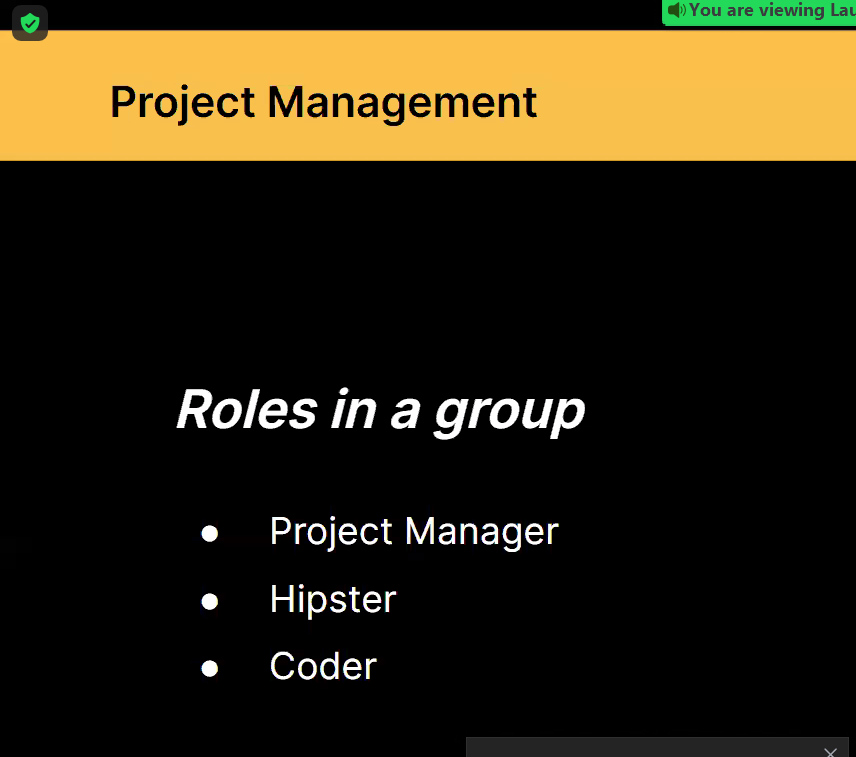 You are viewing Lau
Project Management
Roles in a group
● Project Manager
● Hipster
● Coder